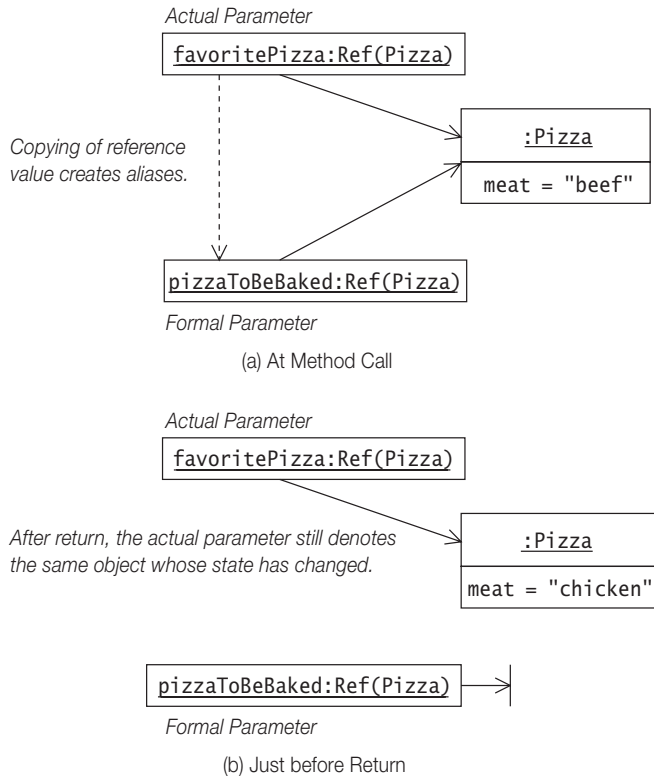 Actual Parameter
favoritePizza:Ref(Pizza)
:Pizza
Copying of reference
value creates aliases.
meat = "beef"
pizzaToBeBaked:Ref(Pizza)
Formal Parameter
(a) At Method Call
Actual Parameter
favoritePizza:Ref(Pizza)
After return, the actual parameter still denotes
the same object whose state has changed.
:Pizza
meat = "chicken"
pizzaToBeBaked:Ref(Pizza)
Formal Parameter
(b) Just before Return